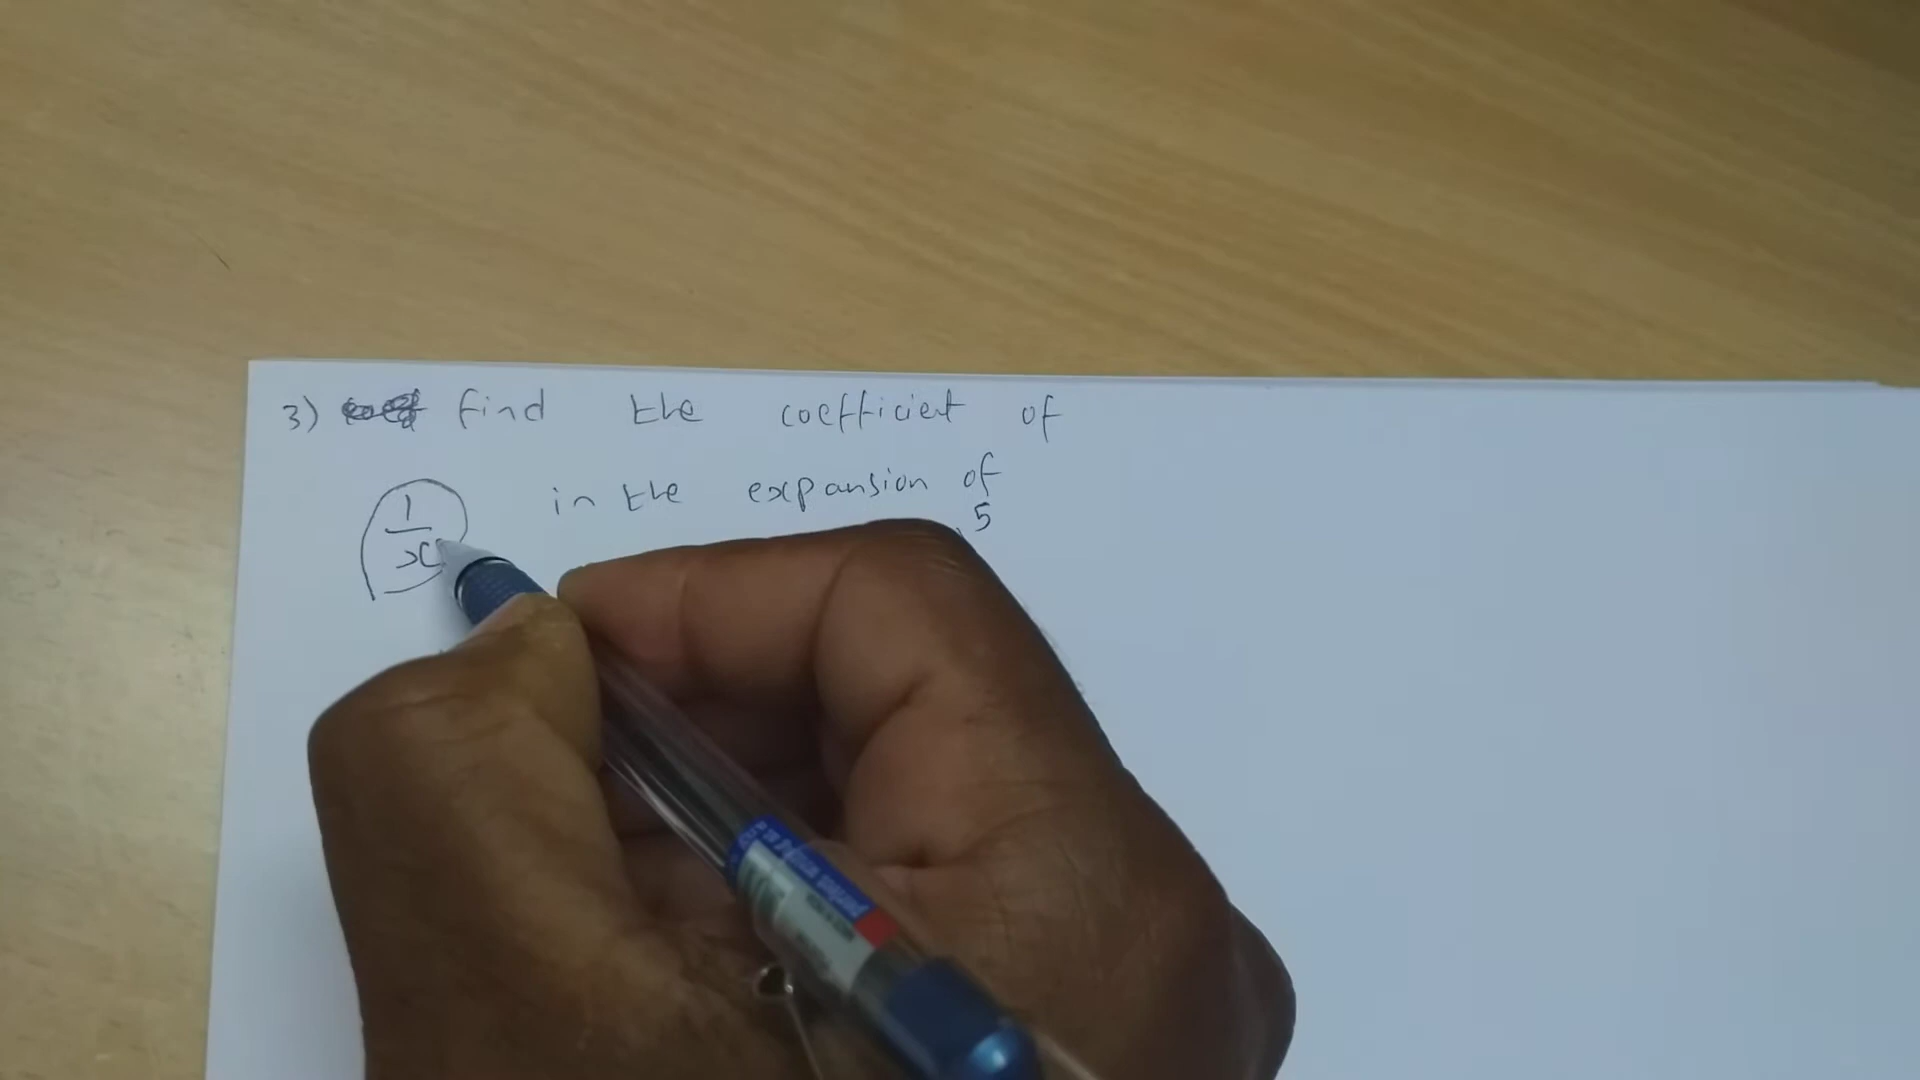 3) find the coefficient of
1/x in the expansion of
5